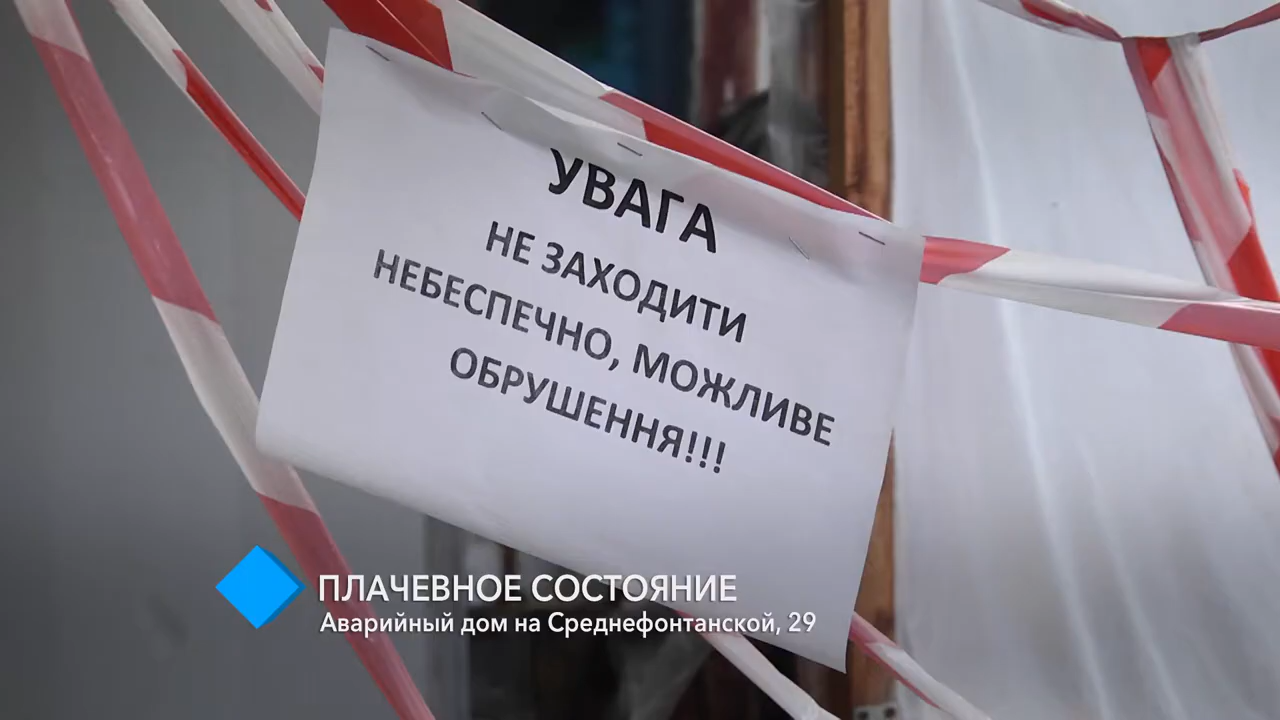 УВАГА
НЕ ЗАХОДИТИ
НЕБЕСПЕЧНО, МОЖЛИВЕ
ОБРУШЕННЯ!!!
ПЛАЧЕВНОЕ СОСТОЯНИЕ
Аварийный дом на Среднефонтанской, 29